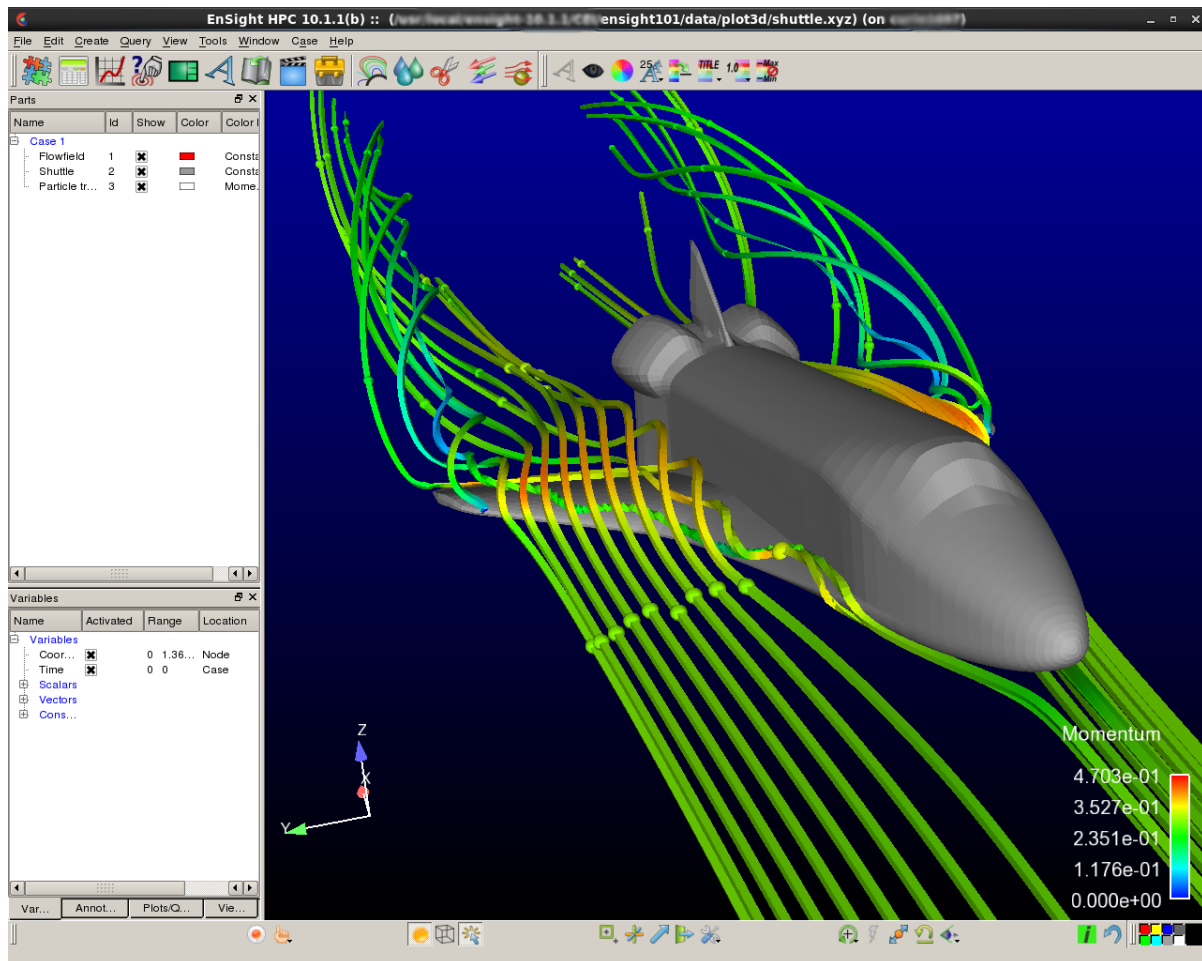 EnSight HPC 10.1.1(b) :: ( ensight101/data/plot3d/shuttle.xyz) (on )
File Edit Create Query View Tools Window Case Help
25 A TITLE 1.0 Max Min
Parts
Name Id Show Color Color
Case 1
Flowfield 1 Consta
Shuttle 2 Consta
Particle tr... 3 Mome.
Variables
Name Activated Range Location
Variables
Coor... 0 1.36... Node
Time 0 0 Case
Scalars
Vectors
Cons...
Var... Annot... Plots/Q... Vie...
Z
X
Y
Momentum
4.703e-01
3.527e-01
2.351e-01
1.176e-01
0.000e+00